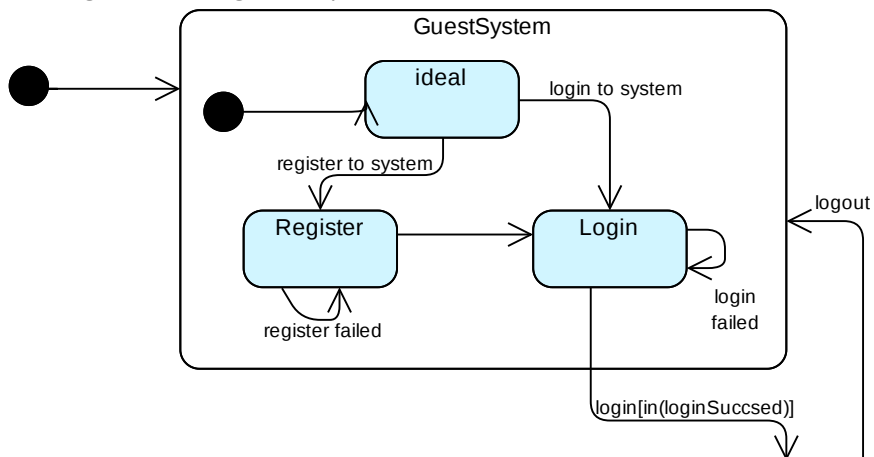 GuestSystem
ideal
login to system
register to system
logout
Register
Login
login
failed
register failed
login[in(loginSuccsed)]